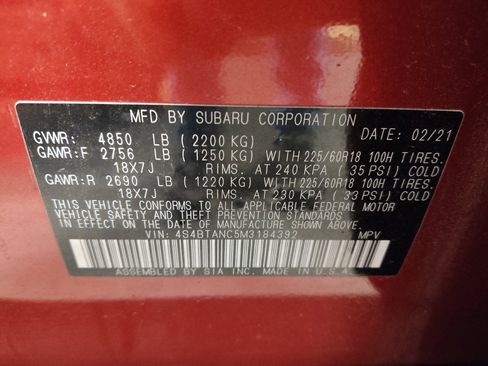 MFD BY SUBARU CORPORATION
GVWR: 4850 LB (2200 KG) DATE: 02/21
GAWR:F 2756 LB (1250 KG) WITH 225/60R18 100H TIRES.
18X7J RIMS. AT 240 KPA (35 PSI) COLD
GAWR:R 2690 LB (1220 KG) WITH 225/60R18 100H TIRES.
18X7J RIMS. AT 230 KPA (33 PSI) COLD
THIS VEHICLE CONFORMS TO ALL APPLICABLE FEDERAL MOTOR
VEHICLE SAFETY AND THEFT PREVENTION STANDARDS IN EFFECT
ON THE DATE OF MANUFACTURE SHOWN ABOVE.
VIN: 4S4BTANC5M3184392 MPV
ASSEMBLED BY SIA INC. MADE IN U.S.A.